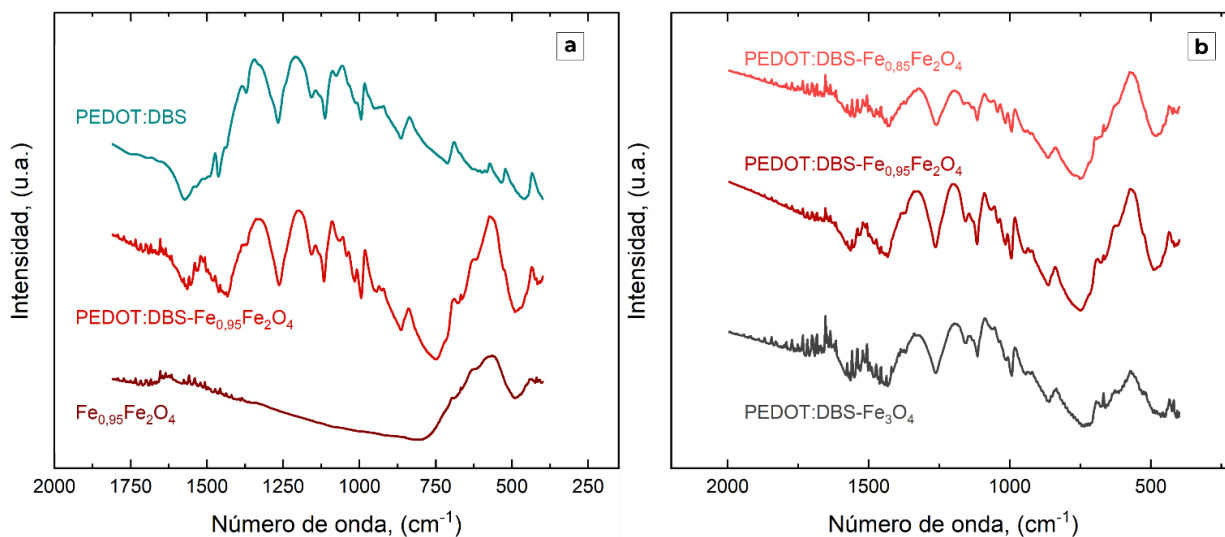 a
PEDOT:DBS
PEDOT:DBS-Fe0,95Fe2O4
Fe0,95Fe2O4
Intensidad, (u.a.)
2000 1750 1500 1250 1000 750 500 250
Número de onda, (cm-1)
b
PEDOT:DBS-Fe0,85Fe2O4
PEDOT:DBS-Fe0,95Fe2O4
PEDOT:DBS-Fe3O4
Intensidad, (u.a.)
2000 1500 1000 500
Número de onda, (cm-1)